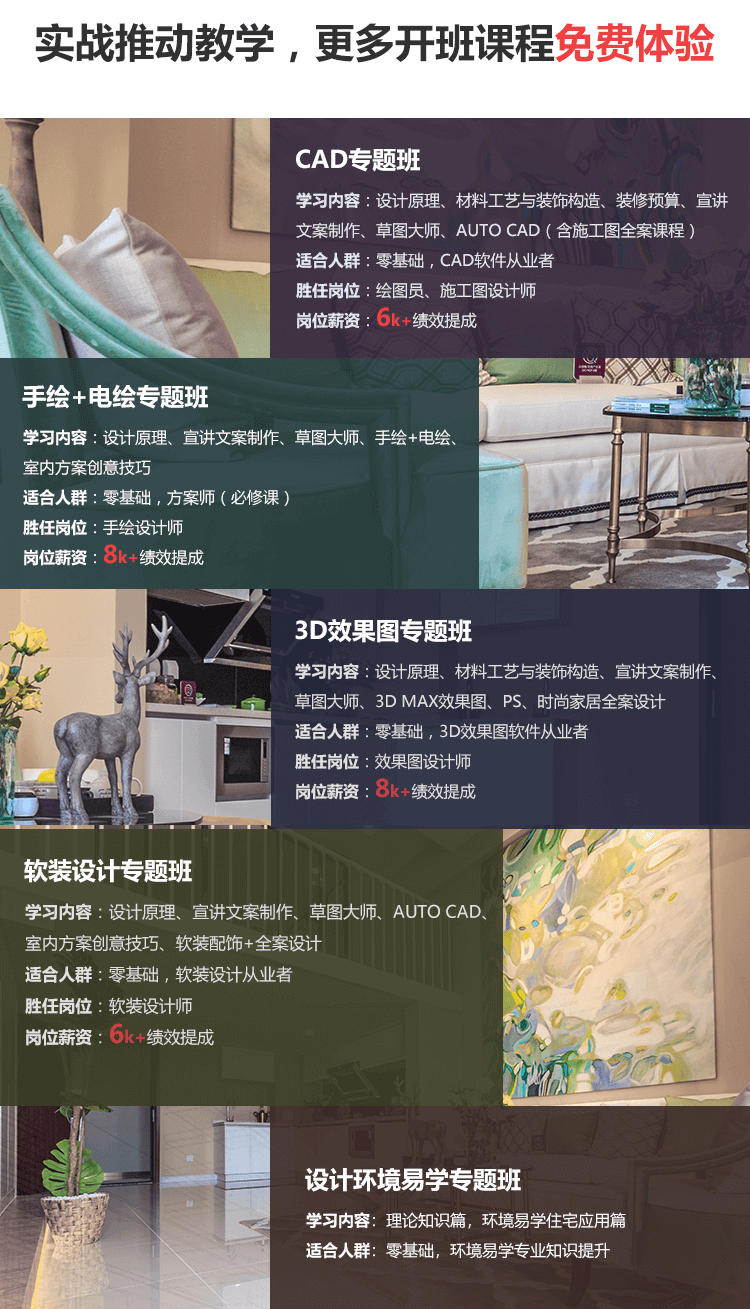 实战推动教学，更多开班课程免费体验
CAD专题班
学习内容：设计原理、材料工艺与装饰构造、装修预算、宣讲
文案制作、草图大师、AUTO CAD（含施工图全案课程）
适合人群：零基础，CAD软件从业者
胜任岗位：绘图员、施工图设计师
岗位薪资：6k+绩效提成
手绘+电绘专题班
学习内容：设计原理、宣讲文案制作、草图大师、手绘+电绘、
室内方案创意技巧
适合人群：零基础，方案师（必修课）
胜任岗位：手绘设计师
岗位薪资：8k+绩效提成
3D效果图专题班
学习内容：设计原理、材料工艺与装饰构造、宣讲文案制作、
草图大师、3D MAX效果图、PS、时尚家居全案设计
适合人群：零基础，3D效果图软件从业者
胜任岗位：效果图设计师
岗位薪资：8k+绩效提成
软装设计专题班
学习内容：设计原理、宣讲文案制作、草图大师、AUTO CAD、
室内方案创意技巧、软装配饰+全案设计
适合人群：零基础，软装设计从业者
胜任岗位：软装设计师
岗位薪资：6k+绩效提成
设计环境易学专题班
学习内容：理论知识篇，环境易学住宅应用篇
适合人群：零基础，环境易学专业知识提升